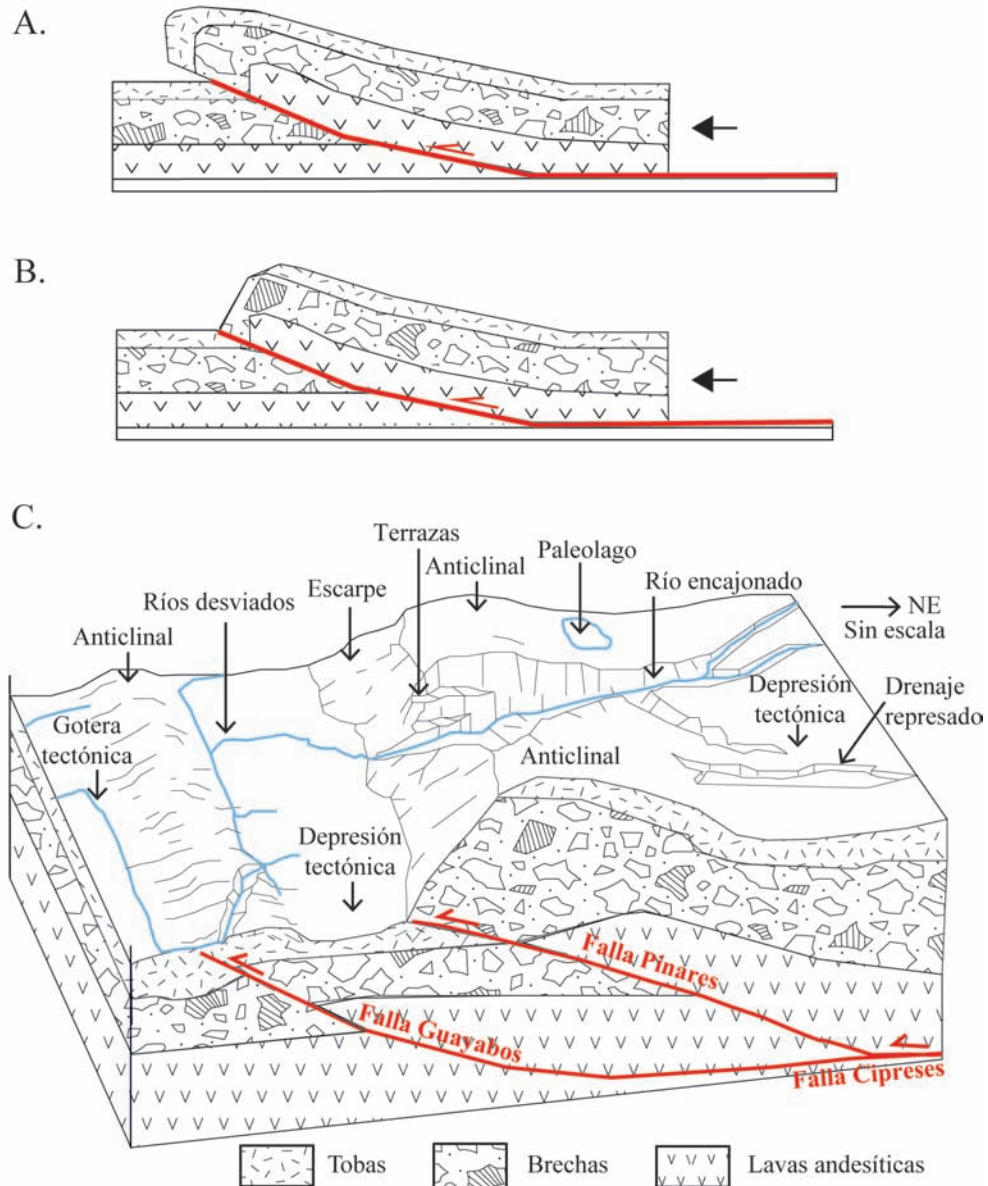 A.
B.
C.
Terrazas
Anticlinal
Paleolago
Escarpe
Río encajonado
NE
Sin escala
Ríos desviados
Anticlinal
Gotera
tectónica
Depresión
tectónica
Drenaje
represado
Anticlinal
Depresión
tectónica
Falla Pinares
Falla Guayabos
Falla Cipreses
Tobas
Brechas
Lavas andesíticas